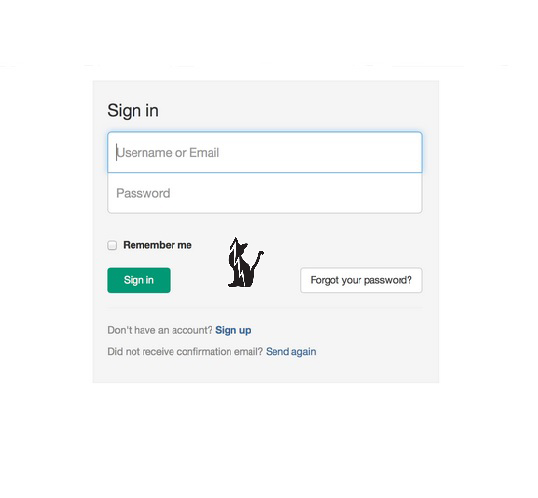 Sign in
Username or Email
Password
Remember me
Sign in
Forgot your password?
Don't have an account? Sign up
Did not receive confirmation email? Send again